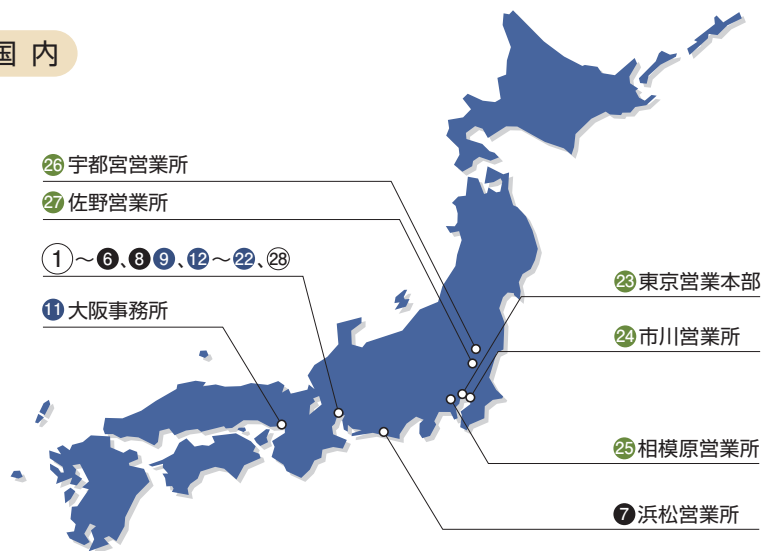 国 内
㉖宇都宮営業所
㉗佐野営業所
①～❻、❽❾、⓬～㉒、㉘
⓫大阪事務所
㉓東京営業本部
㉔市川営業所
㉕相模原営業所
❼浜松営業所